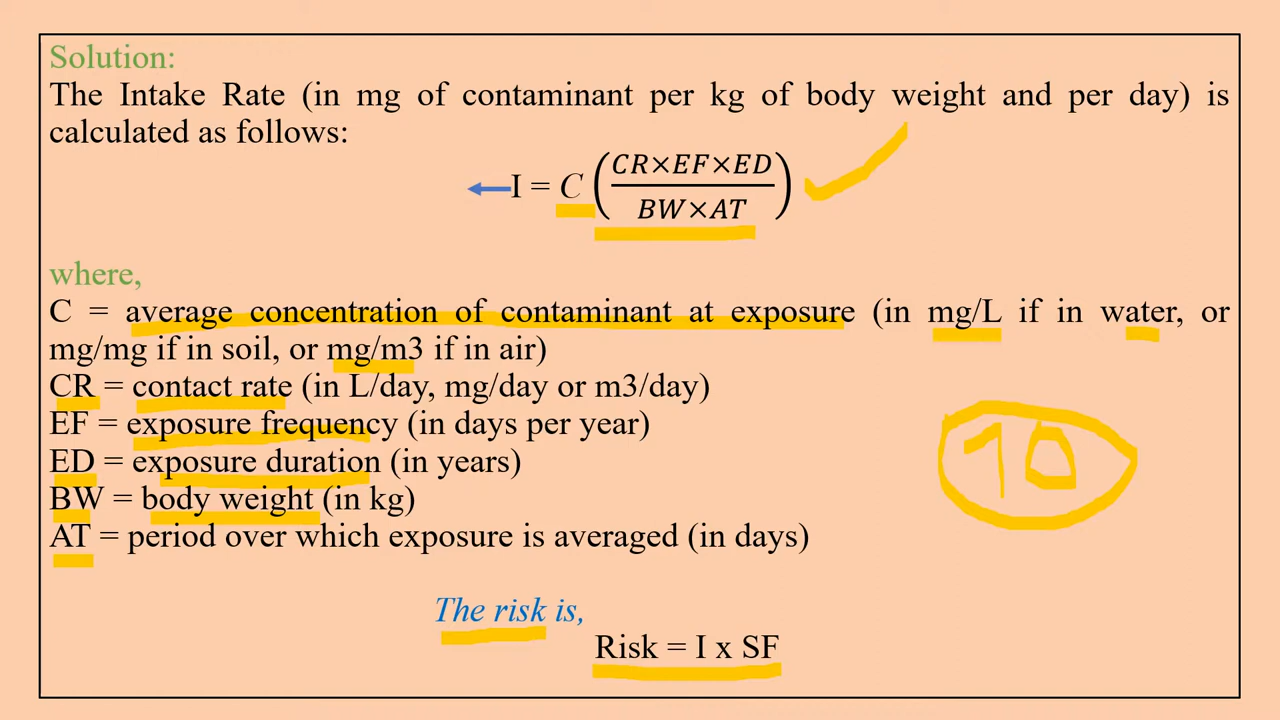 Solution:
The Intake Rate (in mg of contaminant per kg of body weight and per day) is
calculated as follows:
I = C (CR×EF×ED / BW×AT)
where,
C = average concentration of contaminant at exposure (in mg/L if in water, or
mg/mg if in soil, or mg/m3 if in air)
CR = contact rate (in L/day, mg/day or m3/day)
EF = exposure frequency (in days per year)
ED = exposure duration (in years)
10
BW = body weight (in kg)
AT = period over which exposure is averaged (in days)
The risk is,
Risk = I x SF